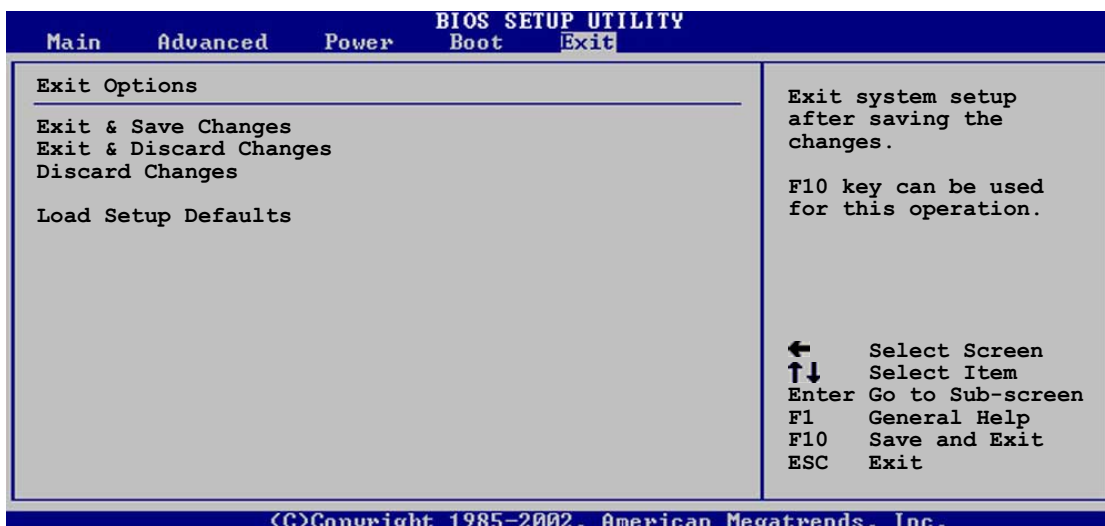 BIOS SETUP UTILITY
Main Advanced Power Boot Exit
Exit Options
Exit & Save Changes
Exit & Discard Changes
Discard Changes
Load Setup Defaults
Exit system setup
after saving the
changes.
F10 key can be used
for this operation.
← Select Screen
↑↓ Select Item
Enter Go to Sub-screen
F1 General Help
F10 Save and Exit
ESC Exit
(C)Copyright 1985-2002, American Megatrends, Inc.